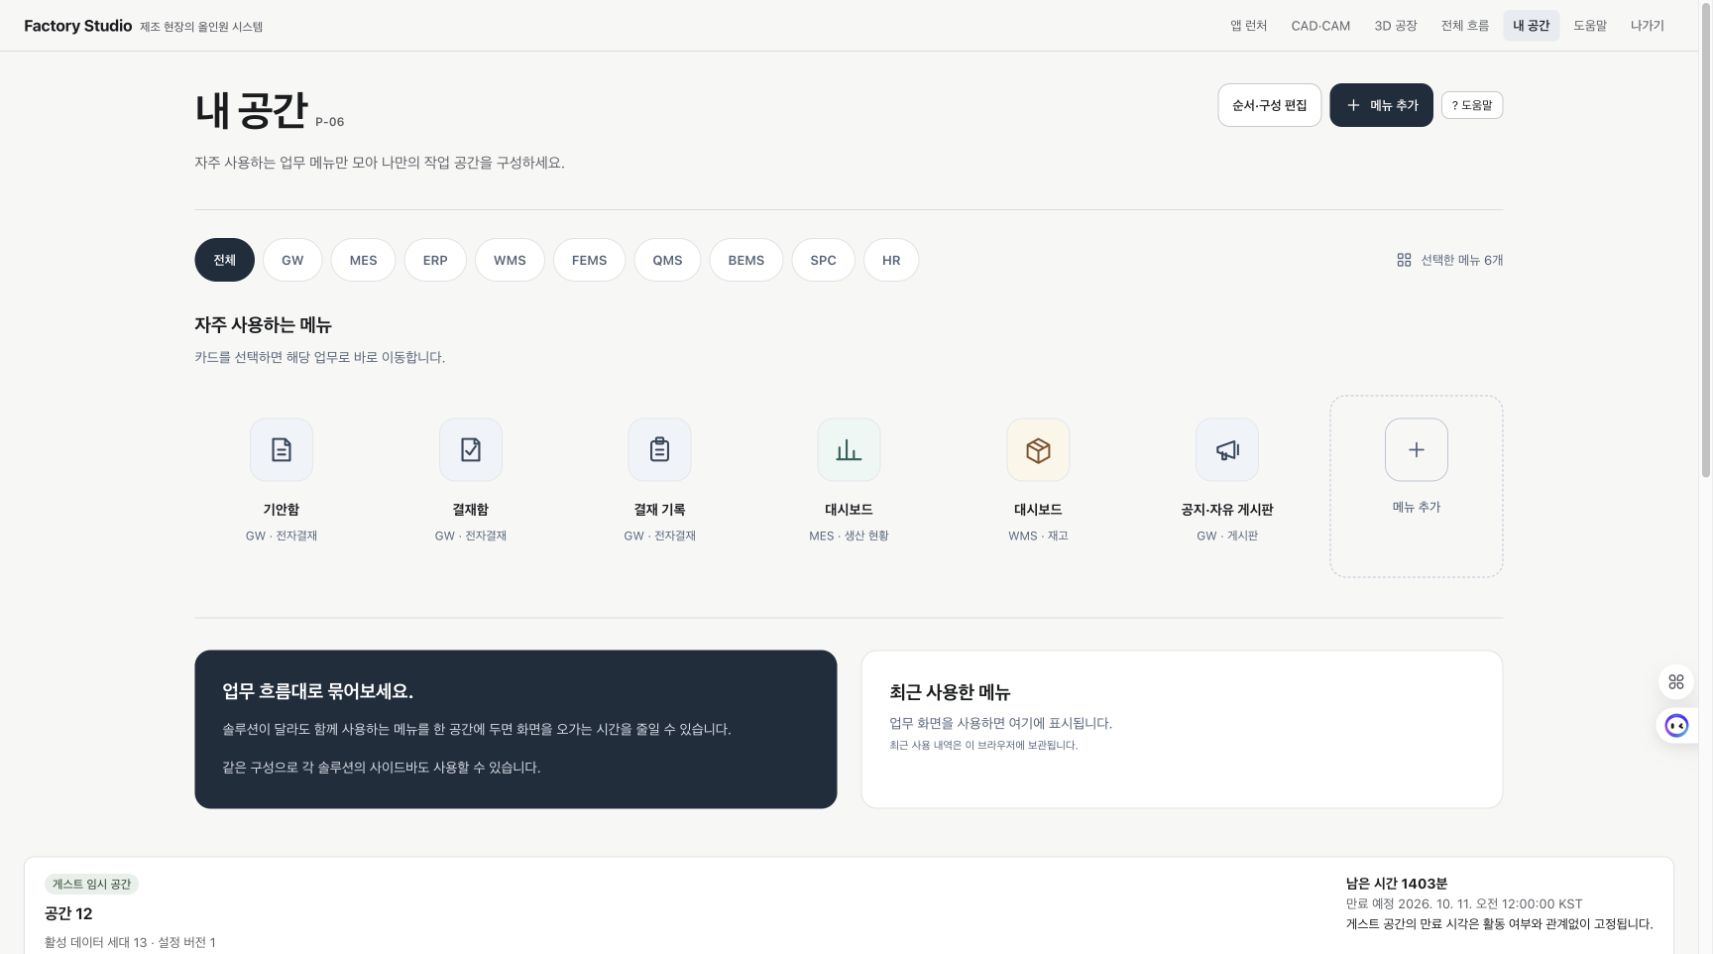 Factory Studio 제조 현장의 올인원 시스템
앱 런처 CAD·CAM 3D 공장 전체 흐름 내 공간 도움말 나가기
내 공간 P-06
순서·구성 편집
+ 메뉴 추가
? 도움말
자주 사용하는 업무 메뉴만 모아 나만의 작업 공간을 구성하세요.
전체 GW MES ERP WMS FEMS QMS BEMS SPC HR
선택한 메뉴 6개
자주 사용하는 메뉴
카드를 선택하면 해당 업무로 바로 이동합니다.
기안함
GW · 전자결재
결재함
GW · 전자결재
결재 기록
GW · 전자결재
대시보드
MES · 생산 현황
대시보드
WMS · 재고
공지·자유 게시판
GW · 게시판
메뉴 추가
업무 흐름대로 묶어보세요.
솔루션이 달라도 함께 사용하는 메뉴를 한 공간에 두면 화면을 오가는 시간을 줄일 수 있습니다.
같은 구성으로 각 솔루션의 사이드바도 사용할 수 있습니다.
최근 사용한 메뉴
업무 화면을 사용하면 여기에 표시됩니다.
최근 사용 내역은 이 브라우저에 보관됩니다.
게스트 임시 공간
공간 12
활성 데이터 세대 13 · 설정 버전 1
남은 시간 1403분
만료 예정 2026. 10. 11. 오전 12:00:00 KST
게스트 공간의 만료 시각은 활동 여부와 관계없이 고정됩니다.